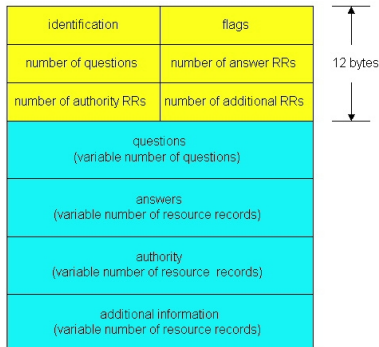 identification flags
number of questions number of answer RRs
number of authority RRs number of additional RRs
12 bytes
questions
(variable number of questions)
answers
(variable number of resource records)
authority
(variable number of resource records)
additional information
(variable number of resource records)